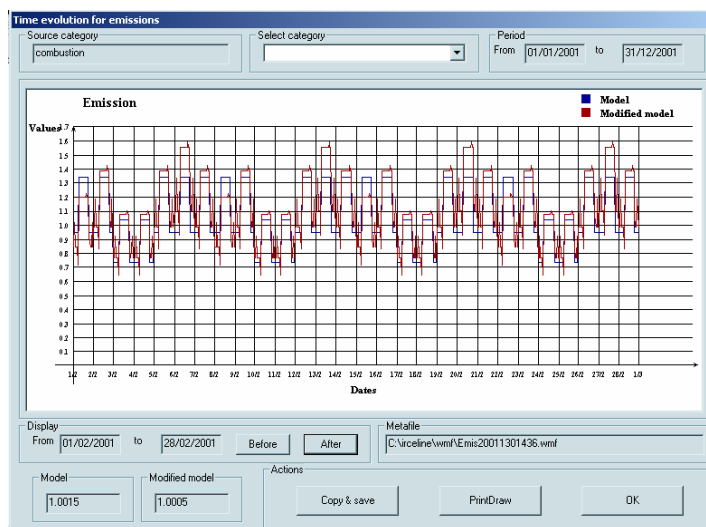 Time evolution for emissions
Source category
combustion
Select category
Period
From 01/01/2001 to 31/12/2001
Emission
Model
Modified model
Values
1.7
1.6
1.5
1.4
1.3
1.2
1.1
1.0
0.9
0.8
0.7
0.6
0.5
0.4
0.3
0.2
0.1
1/2 2/2 3/2 4/2 5/2 6/2 7/2 8/2 9/2 10/2 11/2 12/2 13/2 14/2 15/2 16/2 17/2 18/2 19/2 20/2 21/2 22/2 23/2 24/2 25/2 26/2 27/2 28/2 1/3
Dates
Display
From 01/02/2001 to 28/02/2001 Before After
Metafile
C:\irceline\wmf\Emis20011301436.wmf
Model
1.0015
Modified model
1.0005
Actions
Copy & save PrintDraw OK